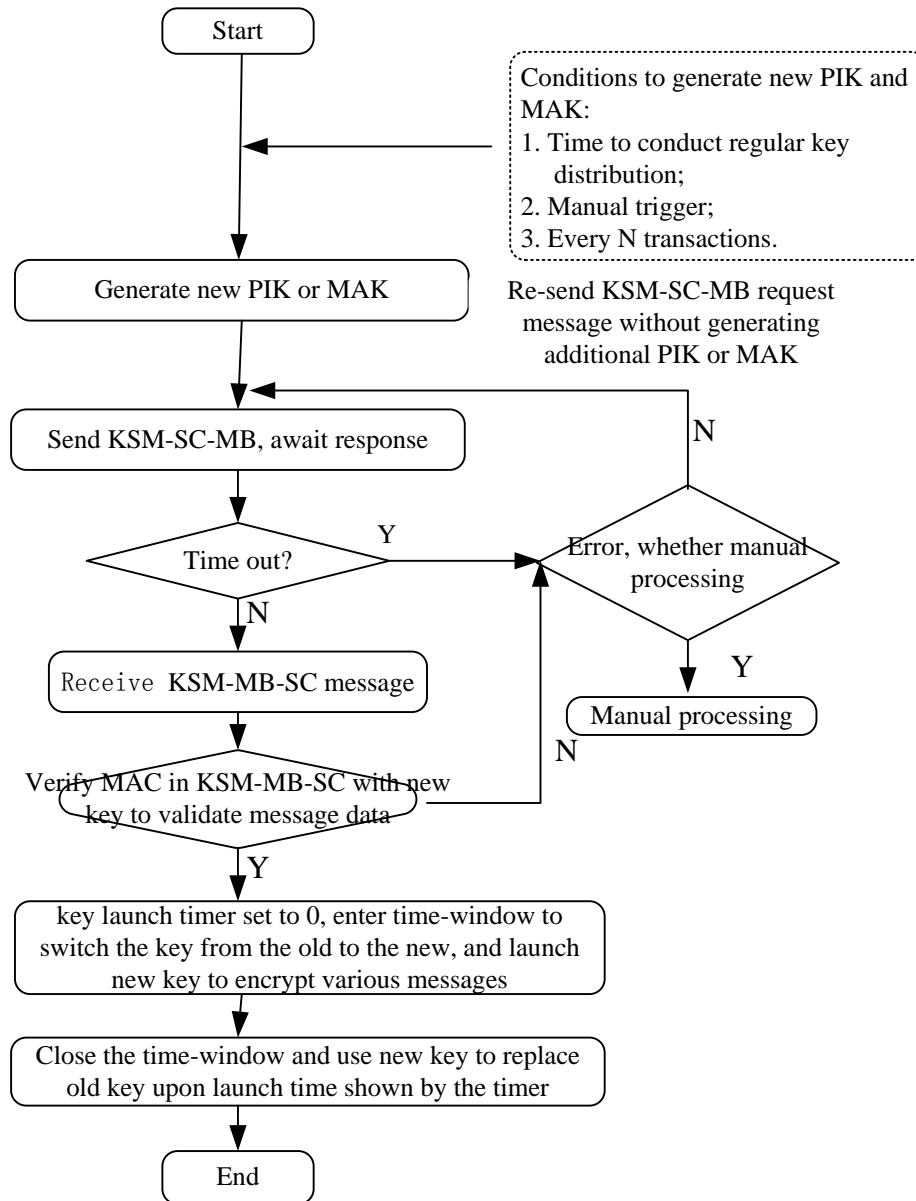 Start
Conditions to generate new PIK and
MAK:
1. Time to conduct regular key
distribution;
2. Manual trigger;
3. Every N transactions.
Generate new PIK or MAK
Re-send KSM-SC-MB request
message without generating
additional PIK or MAK
Send KSM-SC-MB, await response
N
Time out?
Y
Error, whether manual
processing
N
Receive KSM-MB-SC message
Y
Manual processing
N
Verify MAC in KSM-MB-SC with new
key to validate message data
Y
key launch timer set to 0, enter time-window to
switch the key from the old to the new, and launch
new key to encrypt various messages
Close the time-window and use new key to replace
old key upon launch time shown by the timer
End